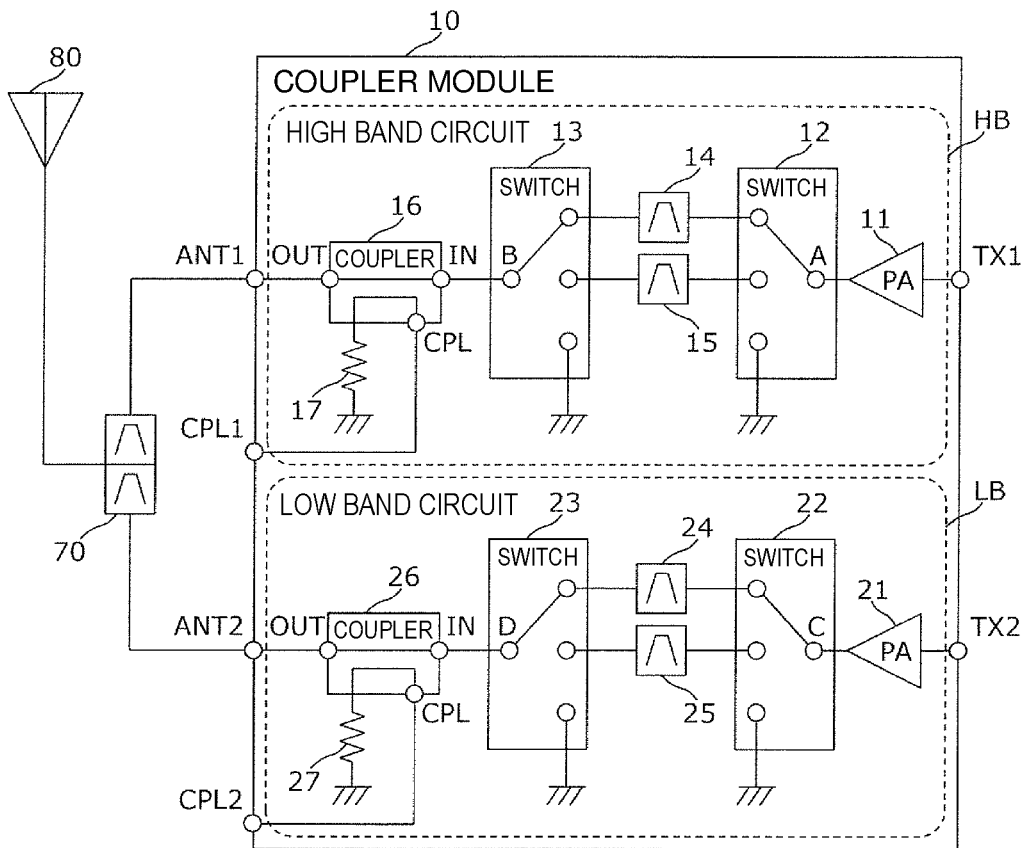 10
80
COUPLER MODULE
HIGH BAND CIRCUIT
HB
13
12
SWITCH
14
SWITCH
16
11
ANT1
OUT
COUPLER
IN
B
A
PA
TX1
CPL
15
17
CPL1
LOW BAND CIRCUIT
LB
70
23
22
SWITCH
24
SWITCH
26
21
ANT2
OUT
COUPLER
IN
D
C
PA
TX2
CPL
25
27
CPL2